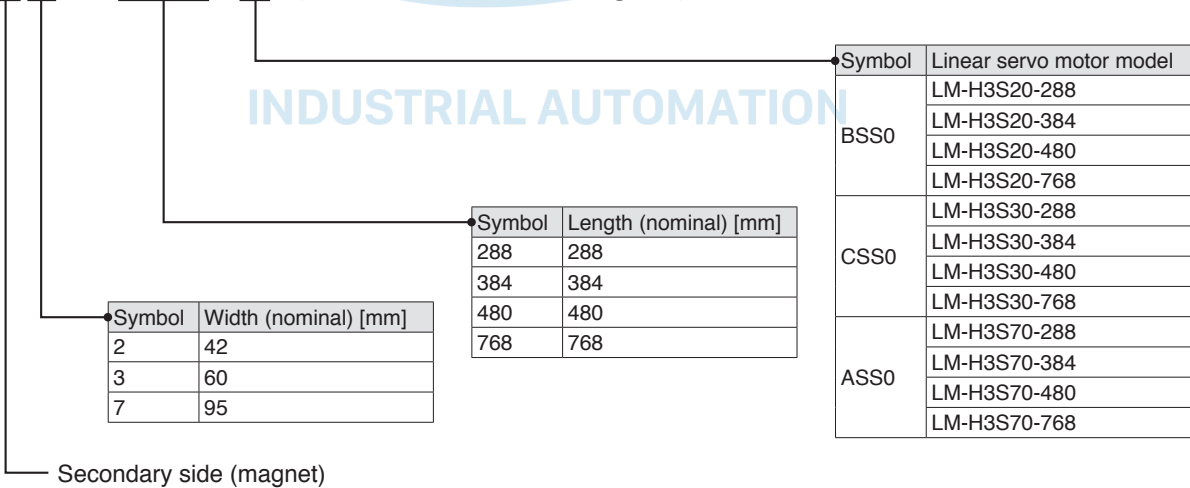 Symbol Linear servo motor model
BSS0 LM-H3S20-288
LM-H3S20-384
LM-H3S20-480
LM-H3S20-768
CSS0 LM-H3S30-288
LM-H3S30-384
LM-H3S30-480
LM-H3S30-768
ASS0 LM-H3S70-288
LM-H3S70-384
LM-H3S70-480
LM-H3S70-768
INDUSTRIAL AUTOMATION
Symbol Length (nominal) [mm]
288 288
384 384
480 480
768 768
Symbol Width (nominal) [mm]
2 42
3 60
7 95
Secondary side (magnet)